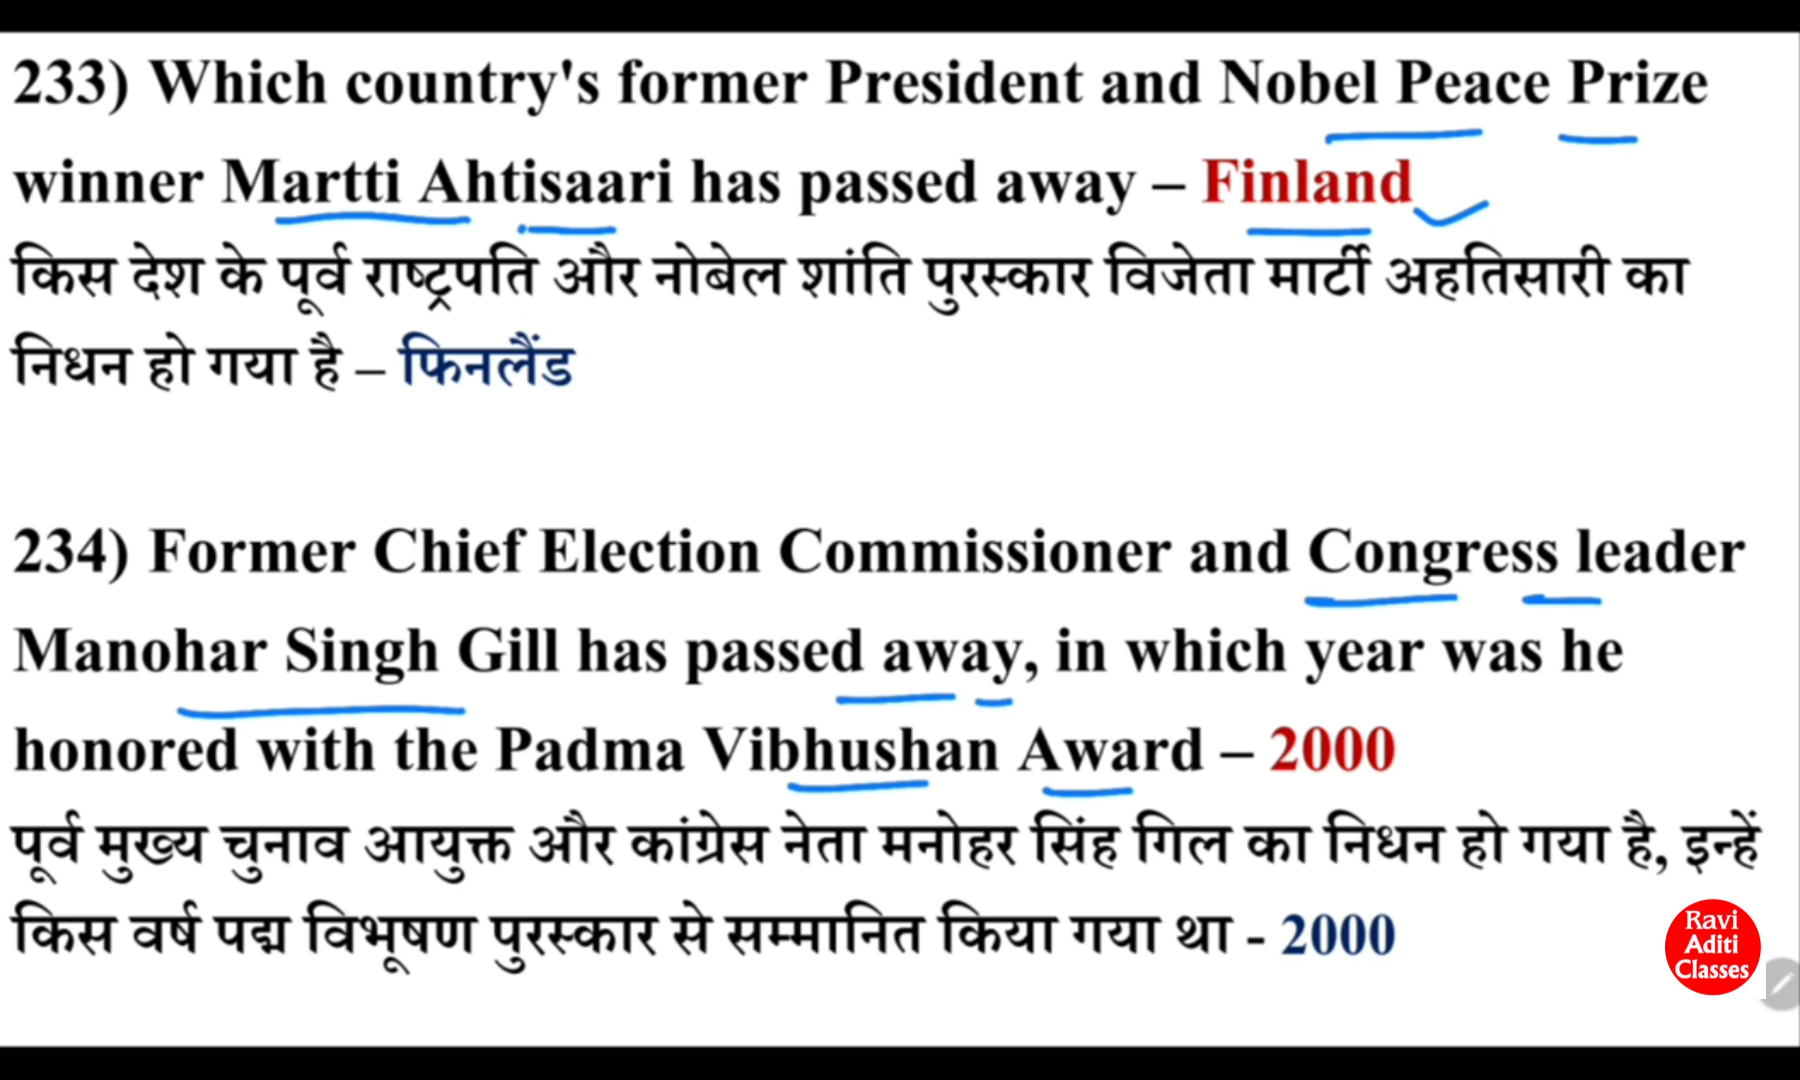 233) Which country's former President and Nobel Peace Prize
winner Martti Ahtisaari has passed away – Finland
किस देश के पूर्व राष्ट्रपति और नोबेल शांति पुरस्कार विजेता मार्टी अहतिसारी का
निधन हो गया है – फिनलैंड
234) Former Chief Election Commissioner and Congress leader
Manohar Singh Gill has passed away, in which year was he
honored with the Padma Vibhushan Award – 2000
पूर्व मुख्य चुनाव आयुक्त और कांग्रेस नेता मनोहर सिंह गिल का निधन हो गया है, इन्हें
किस वर्ष पद्म विभूषण पुरस्कार से सम्मानित किया गया था - 2000
Ravi
Aditi
Classes